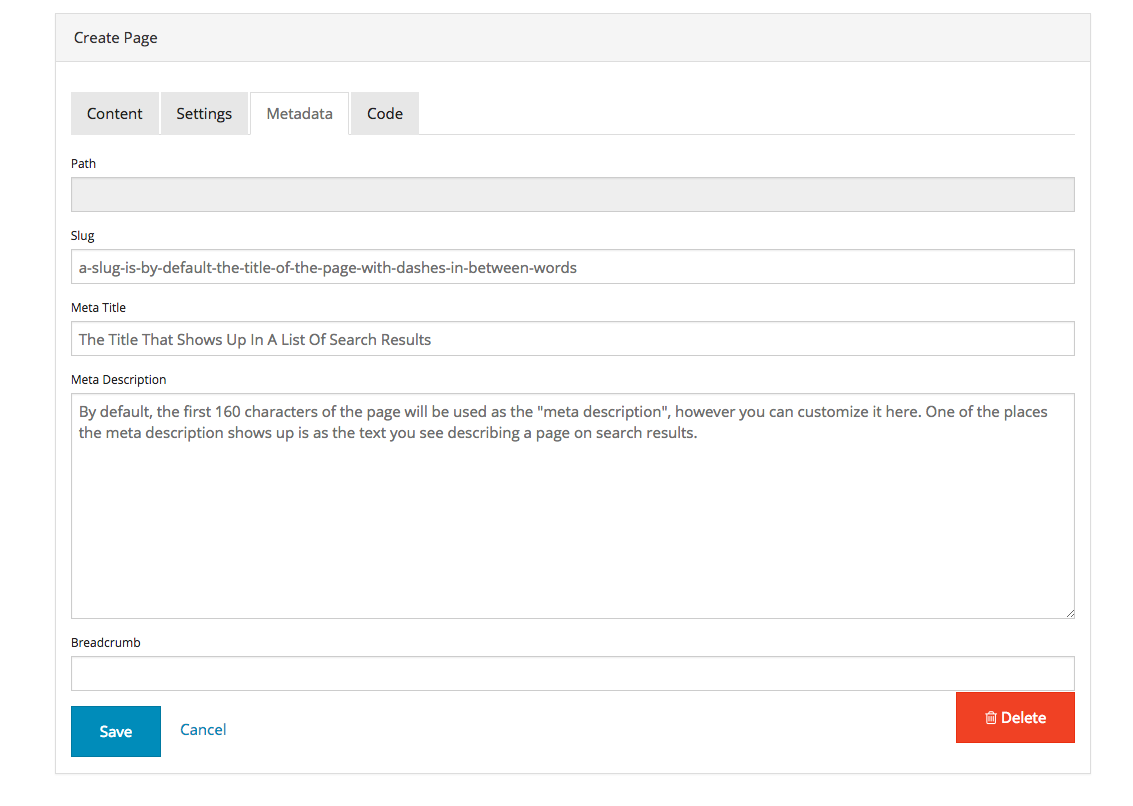 Create Page
Content Settings Metadata Code
Path
Slug
a-slug-is-by-default-the-title-of-the-page-with-dashes-in-between-words
Meta Title
The Title That Shows Up In A List Of Search Results
Meta Description
By default, the first 160 characters of the page will be used as the "meta description", however you can customize it here. One of the places
the meta description shows up is as the text you see describing a page on search results.
Breadcrumb
Save Cancel Delete